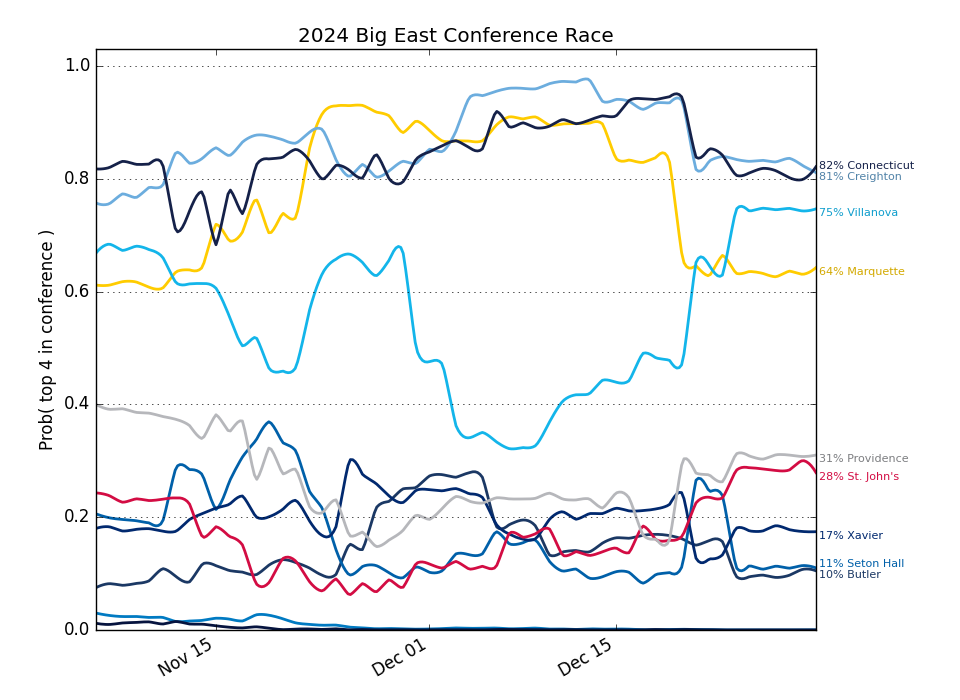 2024 Big East Conference Race
Prob( top 4 in conference )
1.0
0.8
0.6
0.4
0.2
0.0
Nov 15
Dec 01
Dec 15
82% Connecticut
81% Creighton
75% Villanova
64% Marquette
31% Providence
28% St. John's
17% Xavier
11% Seton Hall
10% Butler